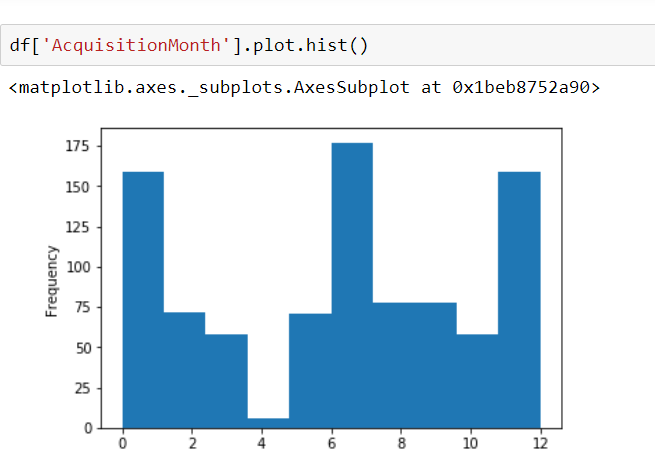 df['AcquisitionMonth'].plot.hist()
<matplotlib.axes._subplots.AxesSubplot at 0x1beb8752a90>
175
150
125
100
75
50
25
0
Frequency
0 2 4 6 8 10 12